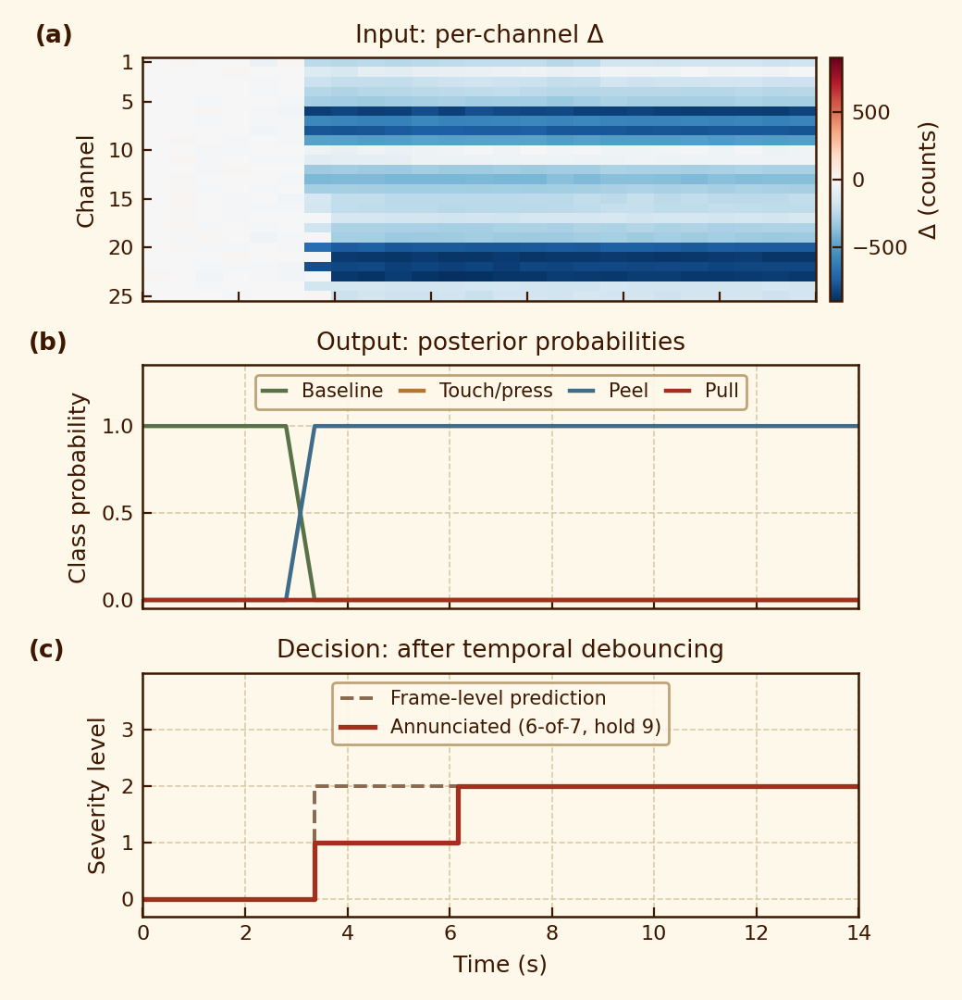 (a) Input: per-channel Δ
1
5
10
15
20
25
Channel
500
0
−500
Δ (counts)
(b) Output: posterior probabilities
Baseline Touch/press Peel Pull
1.0
0.5
0.0
Class probability
(c) Decision: after temporal debouncing
Frame-level prediction
Annunciated (6-of-7, hold 9)
3
2
1
0
Severity level
0 2 4 6 8 10 12 14
Time (s)